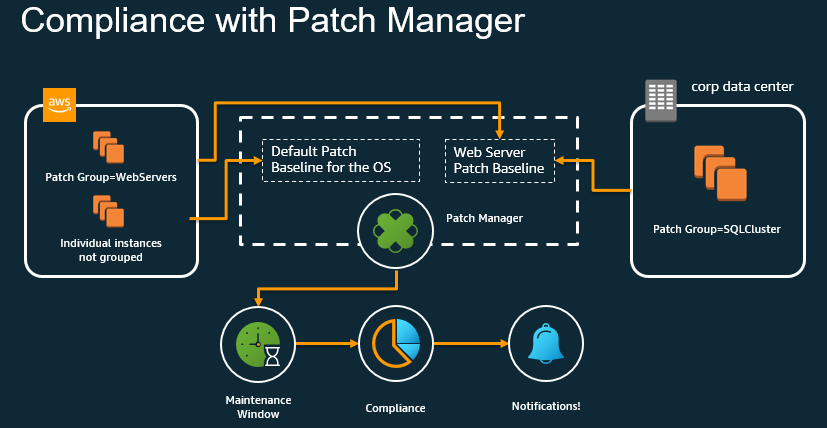 Compliance with Patch Manager
aws
corp data center
Patch Group=WebServers
Individual instances
not grouped
Default Patch
Baseline for the OS
Web Server
Patch Baseline
Patch Manager
Patch Group=SQLCluster
Maintenance
Window
Compliance
Notifications!